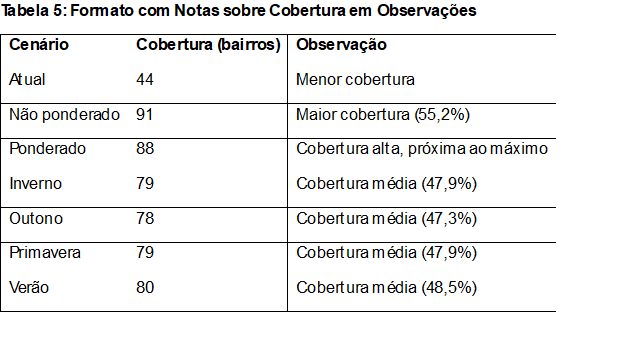 Tabela 5: Formato com Notas sobre Cobertura em Observações
Cenário Cobertura (bairros) Observação
Atual 44 Menor cobertura
Não ponderado 91 Maior cobertura (55,2%)
Ponderado 88 Cobertura alta, próxima ao máximo
Inverno 79 Cobertura média (47,9%)
Outono 78 Cobertura média (47,3%)
Primavera 79 Cobertura média (47,9%)
Verão 80 Cobertura média (48,5%)